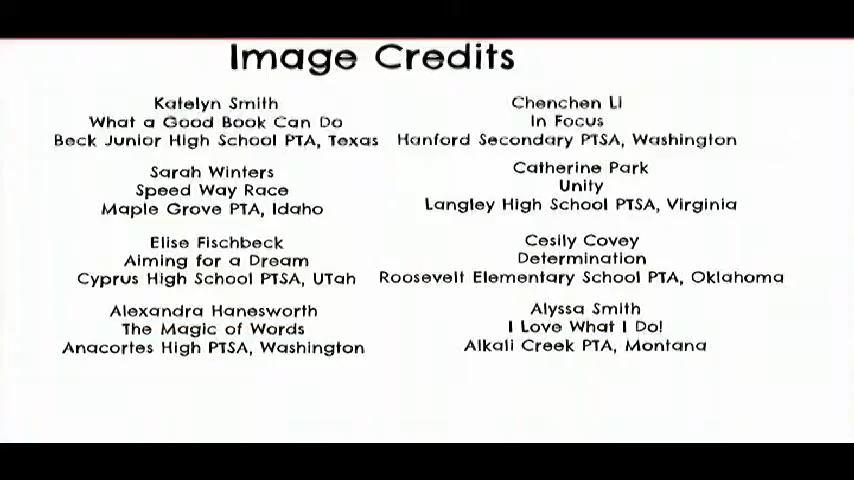 Image Credits
Katelyn Smith
What a Good Book Can Do
Beck Junior High School PTA, Texas
Sarah Winters
Speed Way Race
Maple Grove PTA, Idaho
Elise Fischbeck
Aiming for a Dream
Cyprus High School PTSA, UTah
Alexandra Hanesworth
The Magic of Words
Anacortes High PTSA, Washington
Chenchen Li
In Focus
Hanford Secondary PTSA, Washington
Catherine Park
Unity
Langley High School PTSA, Virginia
Cesily Covey
Determination
Roosevelt Elementary School PTA, Oklahoma
Alyssa Smith
I Love What I Do!
Alkali Creek PTA, Montana